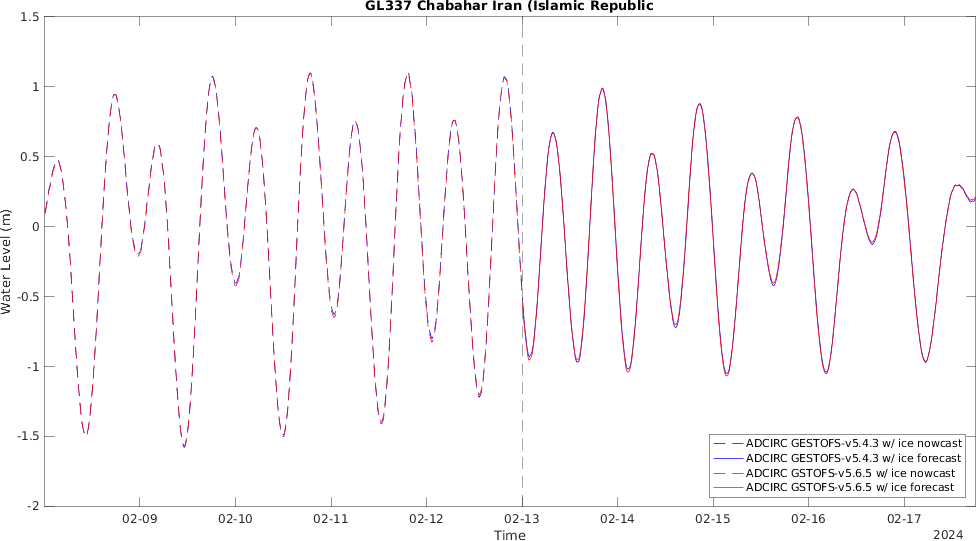 GL337 Chabahar Iran (Islamic Republic
1.5
1
0.5
0
-0.5
-1
-1.5
-2
Water Level (m)
02-09 02-10 02-11 02-12 02-13 02-14 02-15 02-16 02-17
Time
2024
ADCIRC GESTOFS-v5.4.3 w/ ice nowcast
ADCIRC GESTOFS-v5.4.3 w/ ice forecast
ADCIRC GSTOFS-v5.6.5 w/ ice nowcast
ADCIRC GSTOFS-v5.6.5 w/ ice forecast